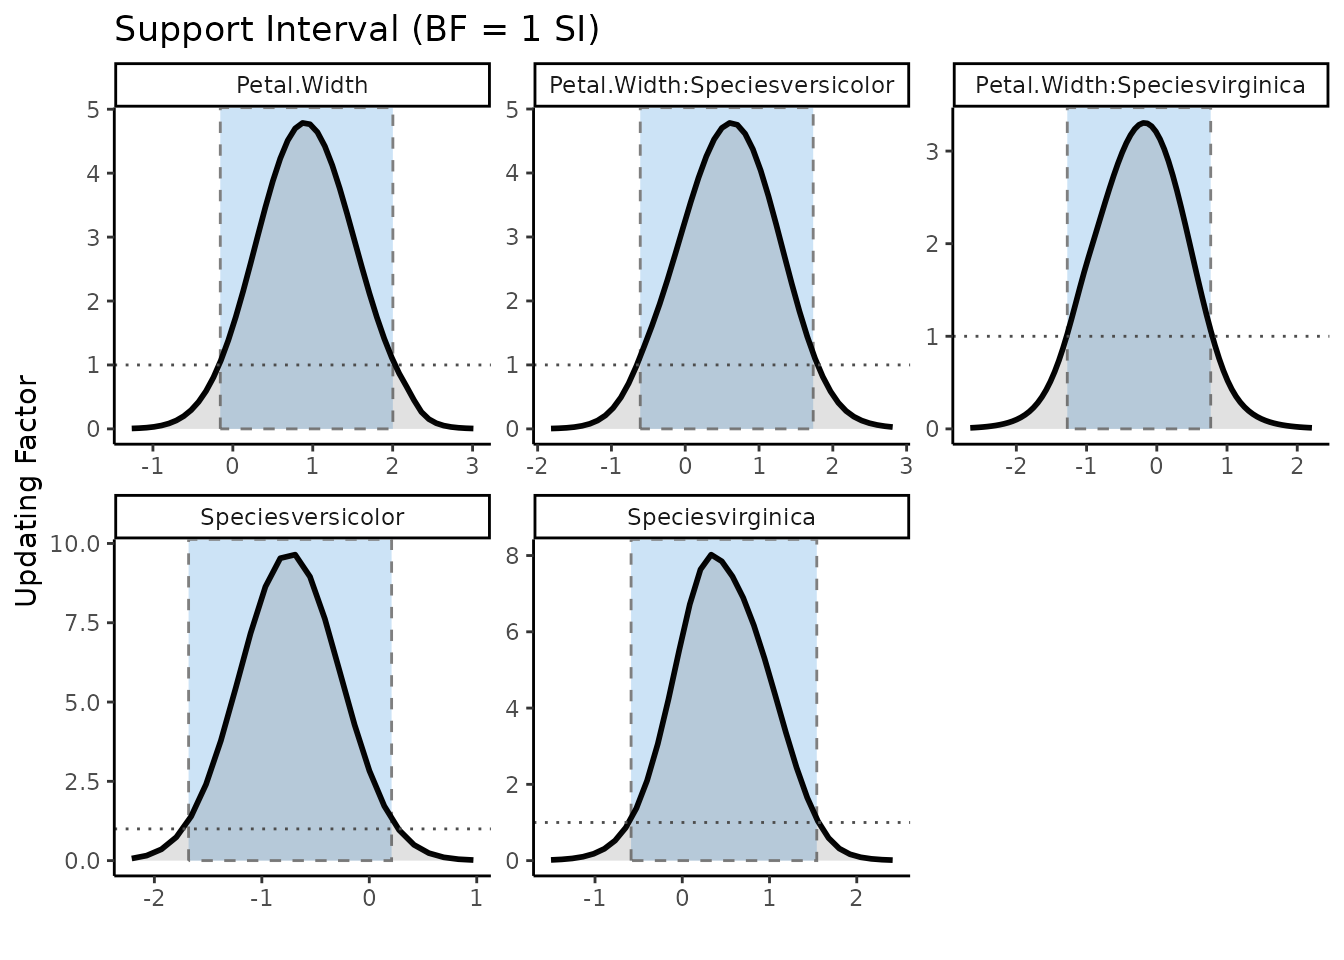 Support Interval (BF = 1 SI)
Petal.Width
Petal.Width:Speciesversicolor
Petal.Width:Speciesvirginica
5
4
3
2
1
0
-1 0 1 2 3
5
4
3
2
1
0
-2 -1 0 1 2 3
3
2
1
0
-2 -1 0 1 2
Updating Factor
Speciesversicolor
Speciesvirginica
10.0
7.5
5.0
2.5
0.0
-2 -1 0 1
8
6
4
2
0
-1 0 1 2